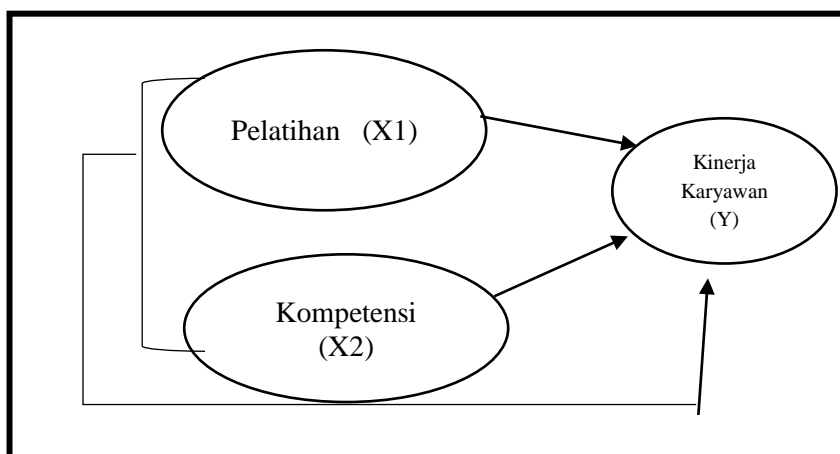 Pelatihan (X1)
Kinerja
Karyawan
(Y)
Kompetensi
(X2)